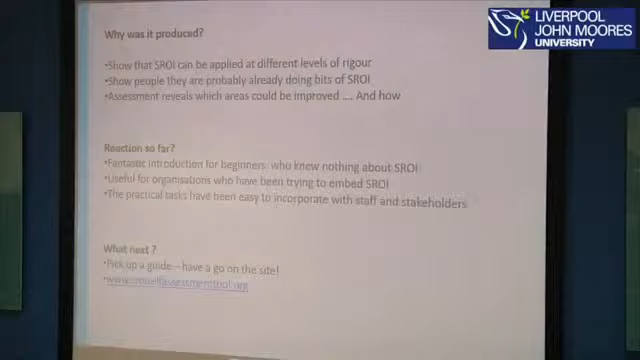 LIVERPOOL
JOHN MOORES
UNIVERSITY
Why was it produced?
•Show that SROI can be applied at different levels of rigour
•Show people they are probably already doing bits of SROI
•Assessment reveals which areas could be improved .... And how
Reaction so far?
•Fantastic introduction for beginners who knew nothing about SROI
•Useful for organisations who have been trying to embed SROI
•The practical tasks have been easy to incorporate with staff and stakeholders
What next ?
•Pick up a guide – have a go on the site!